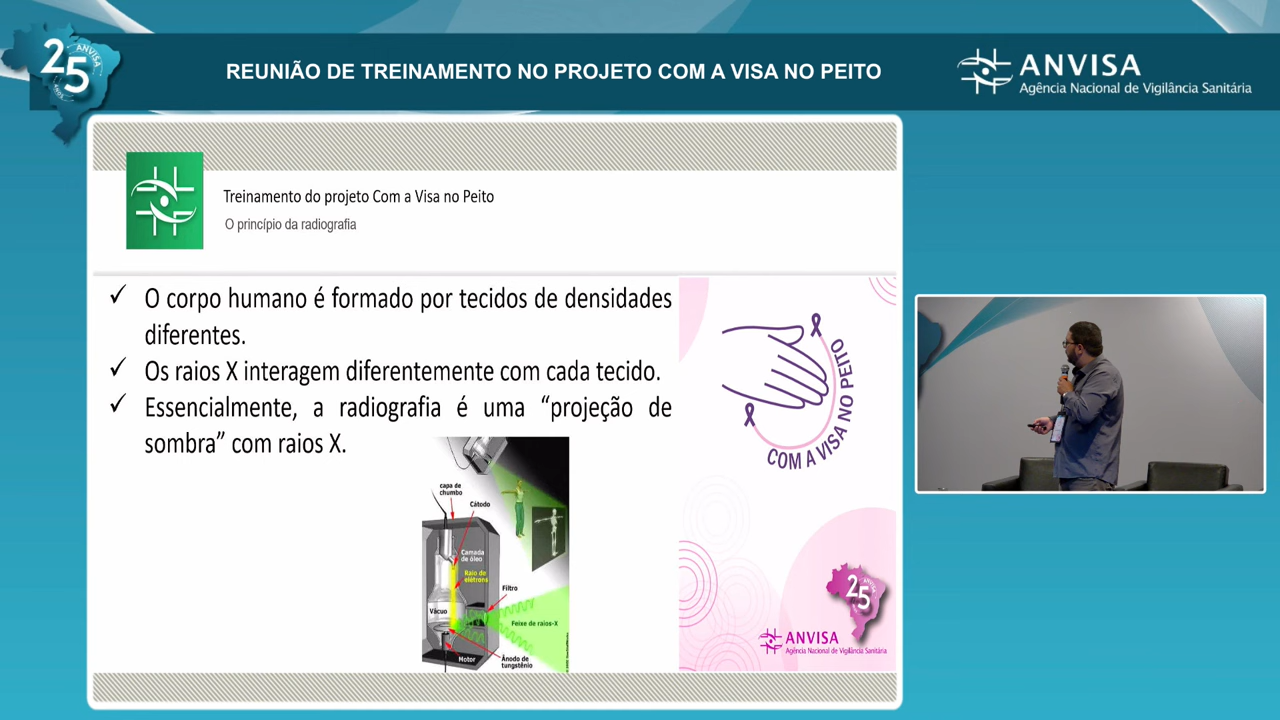 25
ANVISA
REUNIÃO DE TREINAMENTO NO PROJETO COM A VISA NO PEITO
ANVISA
Agência Nacional de Vigilância Sanitária
Treinamento do projeto Com a Visa no Peito
O princípio da radiografia
✓ O corpo humano é formado por tecidos de densidades
diferentes.
✓ Os raios X interagem diferentemente com cada tecido.
✓ Essencialmente, a radiografia é uma “projeção de
sombra” com raios X.
capa de
chumbo
Cátodo
Camada
de óleo
Raio de
elétrons
Filtro
Vácuo
Feixe de raios-X
Motor
Ânodo de
tungstênio
COM A VISA NO PEITO
25
ANVISA
ANVISA
Agência Nacional de Vigilância Sanitária